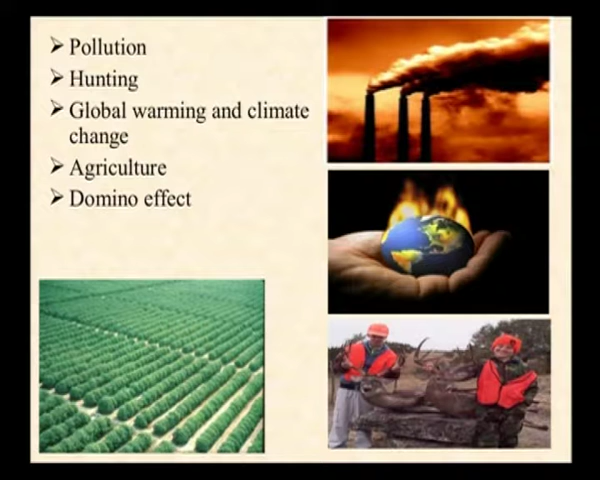 Pollution
Hunting
Global warming and climate
change
Agriculture
Domino effect